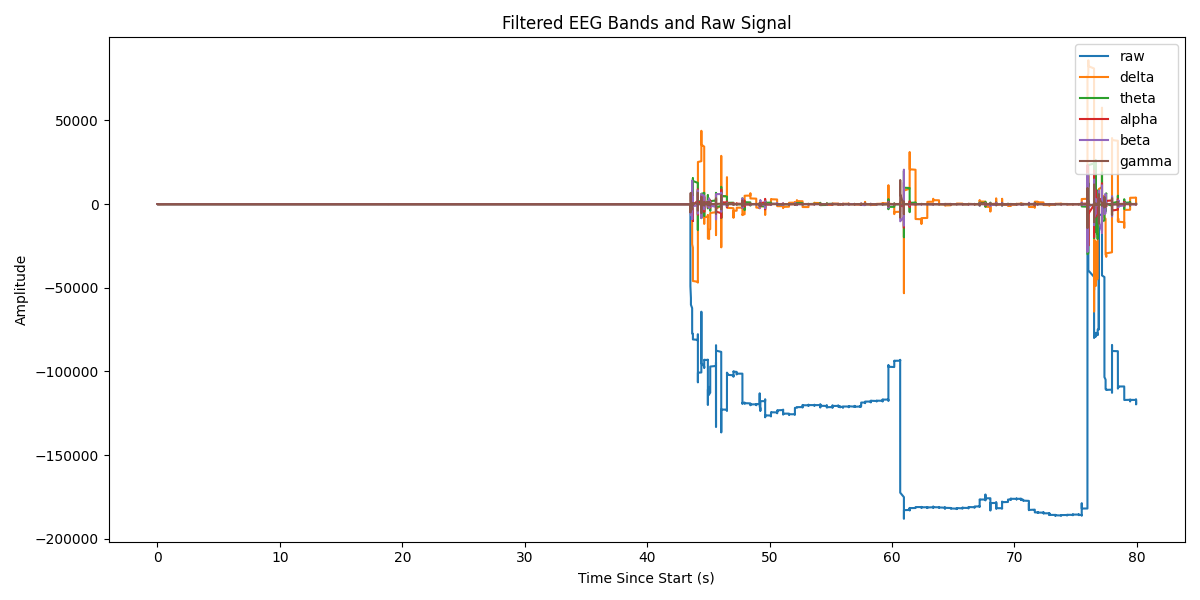 Filtered EEG Bands and Raw Signal
raw
delta
theta
alpha
beta
gamma
50000
0
−50000
−100000
−150000
−200000
Amplitude
0 10 20 30 40 50 60 70 80
Time Since Start (s)